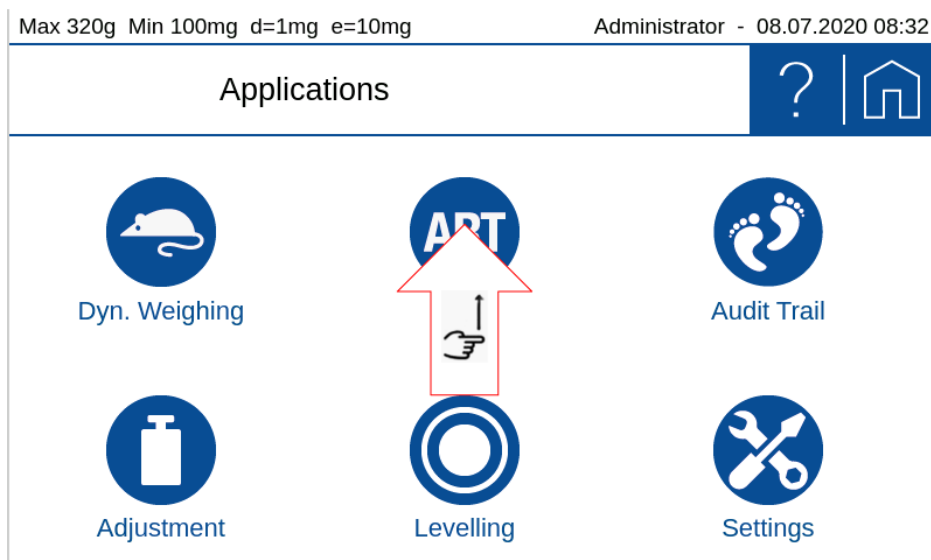 Max 320g Min 100mg d=1mg e=10mg Administrator - 08.07.2020 08:32
Applications ?
ART
Dyn. Weighing Audit Trail
Adjustment Levelling Settings